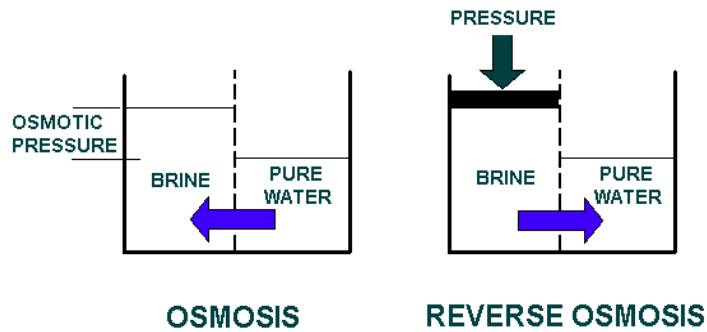 PRESSURE
OSMOTIC
PRESSURE
BRINE
PURE
WATER
BRINE
PURE
WATER
OSMOSIS
REVERSE OSMOSIS